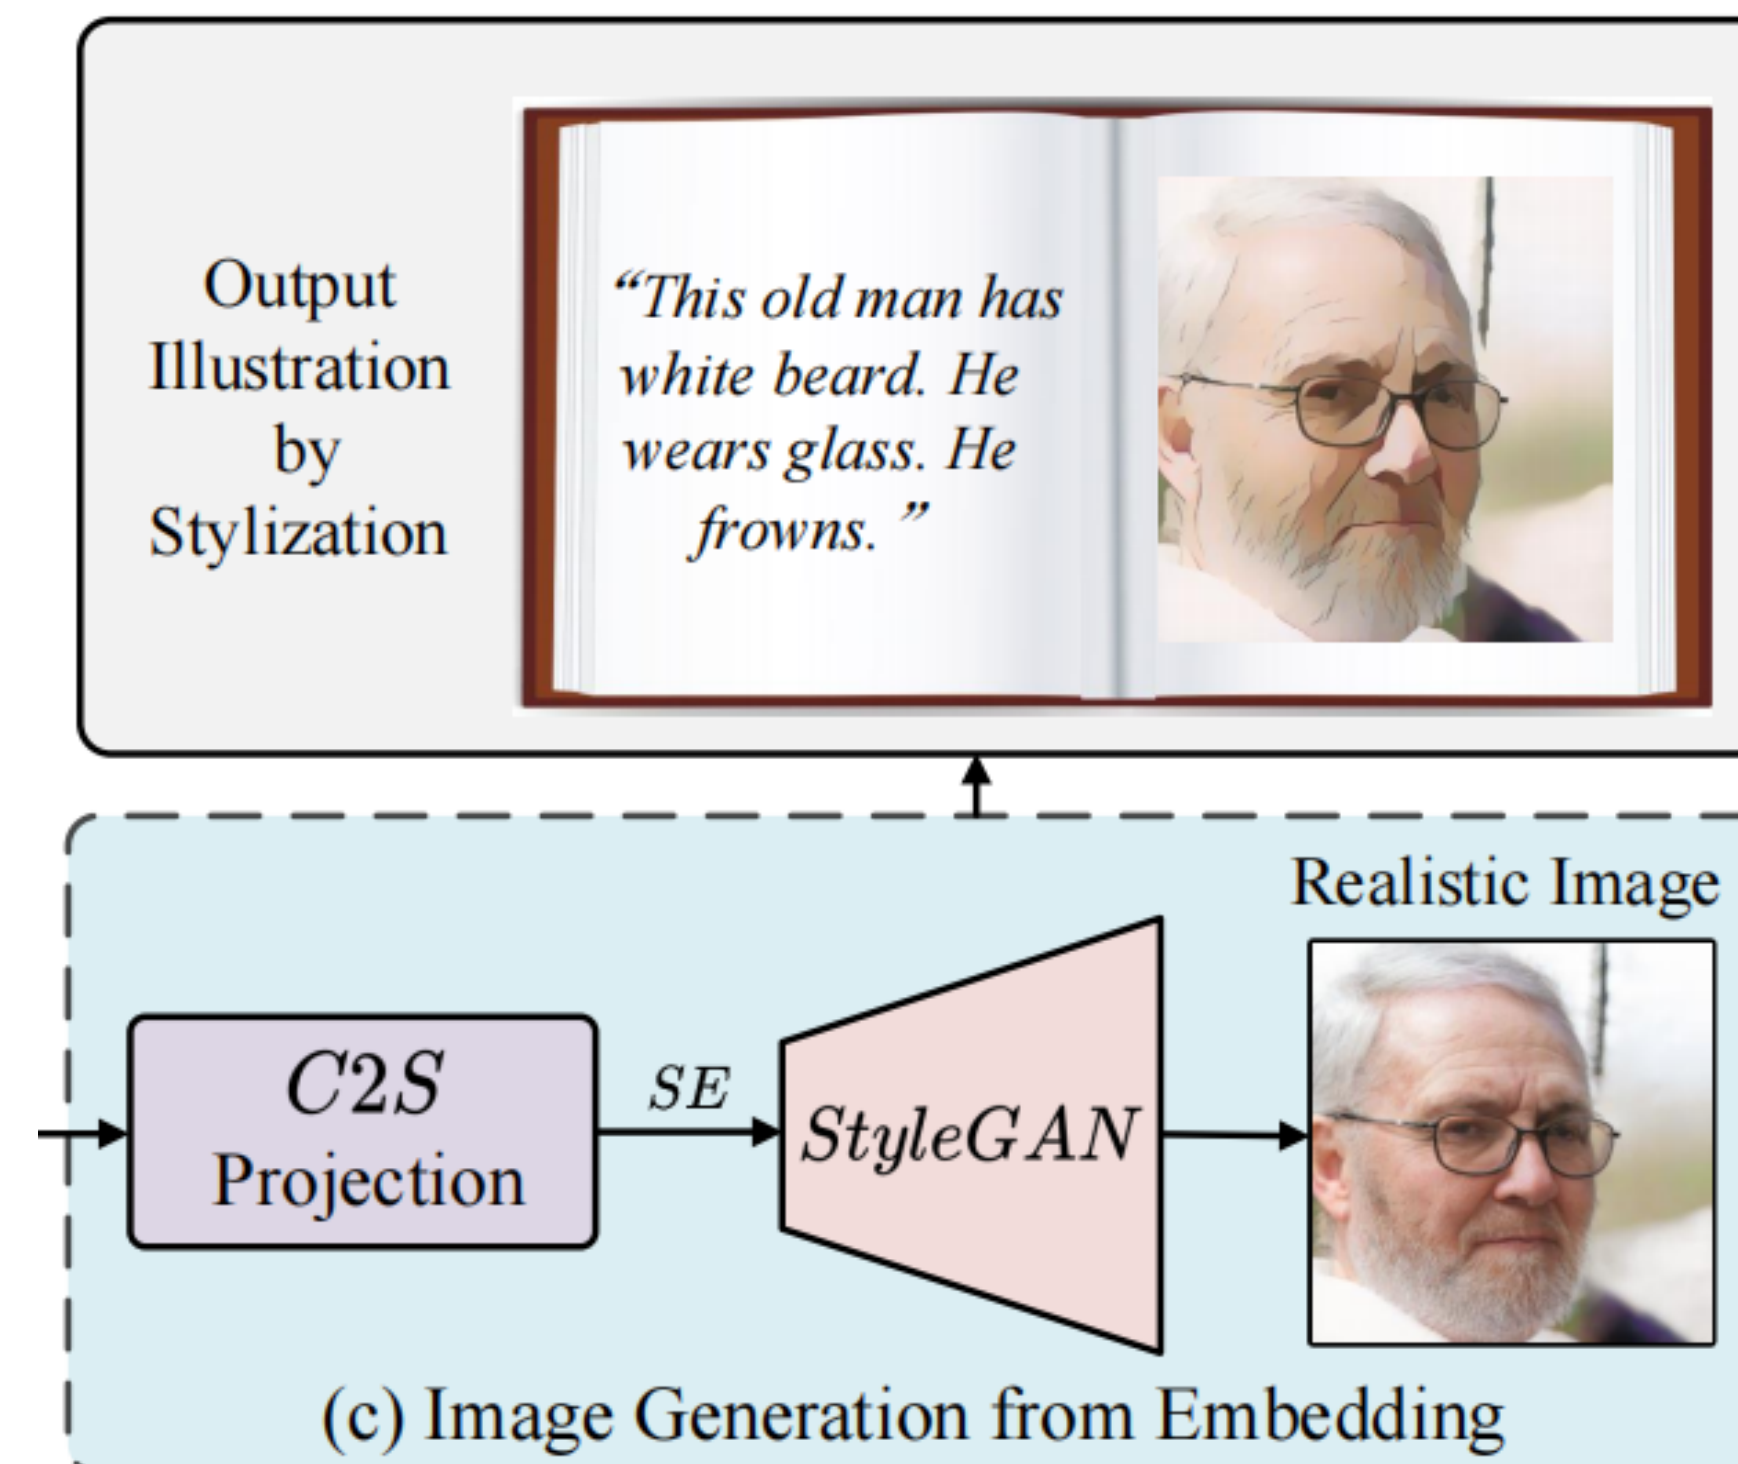 Output
Illustration
by
Stylization
“This old man has
white beard. He
wears glass. He
frowns. ”
Realistic Image
C2S
Projection
SE
StyleGAN
(c) Image Generation from Embedding